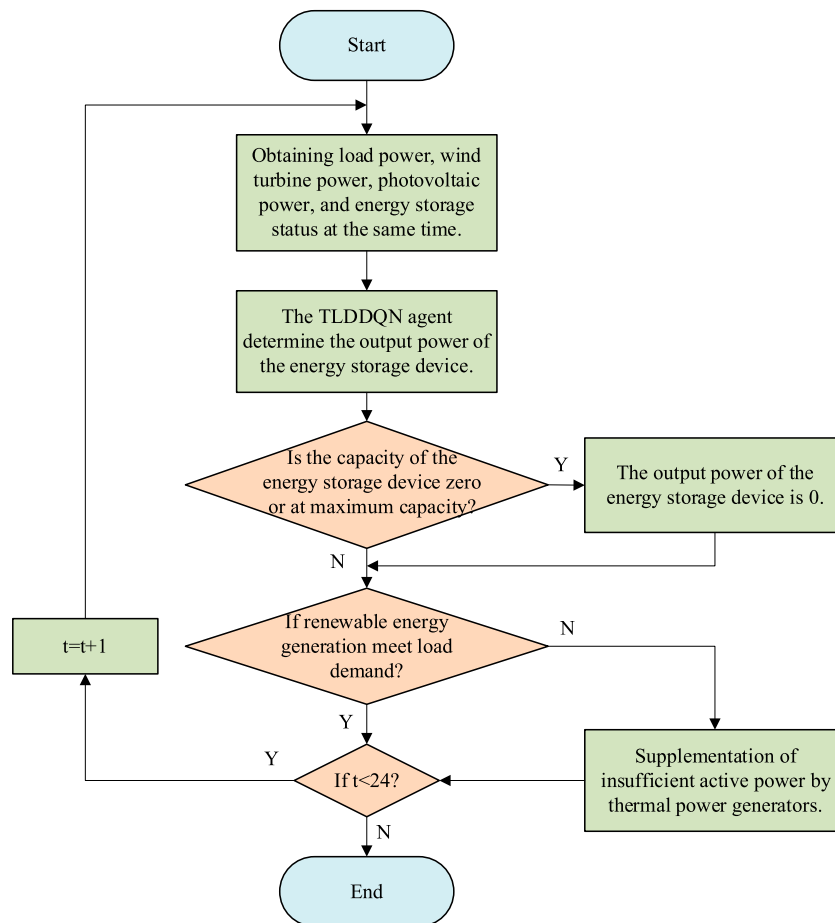 Start
Obtaining load power, wind
turbine power, photovoltaic
power, and energy storage
status at the same time.
The TLDDQN agent
determine the output power of
the energy storage device.
Is the capacity of the
energy storage device zero
or at maximum capacity?
Y
The output power of the
energy storage device is 0.
N
If renewable energy
generation meet load
demand?
N
t=t+1
Y
Supplementation of
insufficient active power by
thermal power generators.
Y
If t<24?
N
End